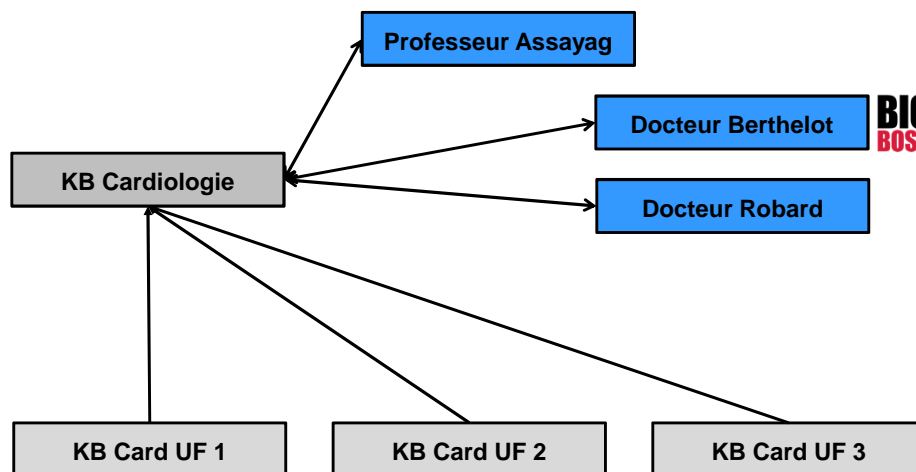 Professeur Assayag
Docteur Berthelot
KB Cardiologie
Docteur Robard
KB Card UF 1
KB Card UF 2
KB Card UF 3